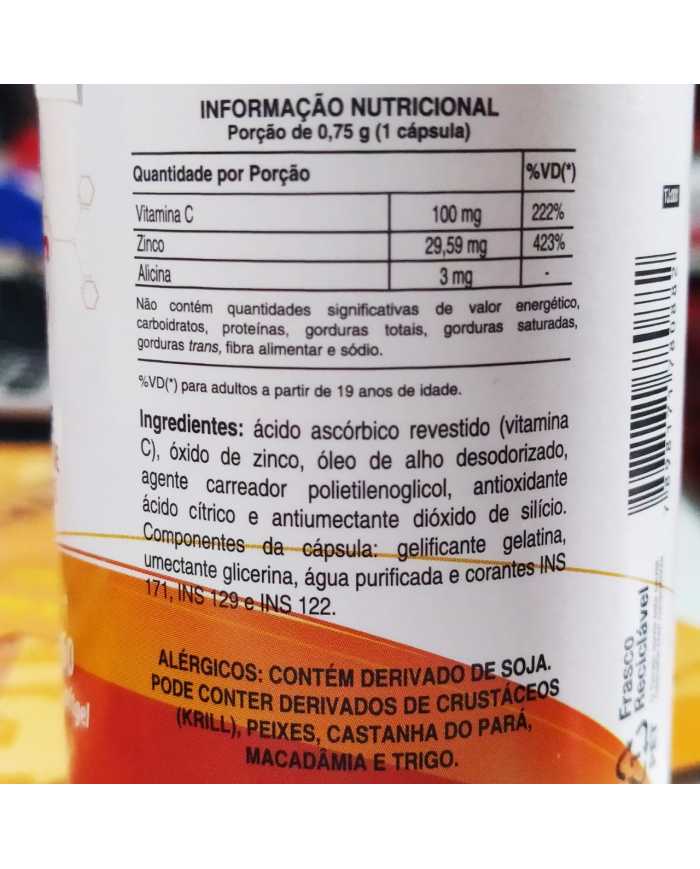 INFORMAÇÃO NUTRICIONAL
Porção de 0,75 g (1 cápsula)
Quantidade por Porção %VD(*)
Vitamina C 100 mg 222%
Zinco 29,59 mg 423%
Alicina 3 mg -
Não contém quantidades significativas de valor energético,
carboidratos, proteínas, gorduras totais, gorduras saturadas,
gorduras trans, fibra alimentar e sódio.
%VD(*) para adultos a partir de 19 anos de idade.
Ingredientes: ácido ascórbico revestido (vitamina
C), óxido de zinco, óleo de alho desodorizado,
agente carreador polietilenoglicol, antioxidante
ácido cítrico e antiumectante dióxido de silício.
Componentes da cápsula: gelificante gelatina,
umectante glicerina, água purificada e corantes INS
171, INS 129 e INS 122.
ALÉRGICOS: CONTÉM DERIVADO DE SOJA.
PODE CONTER DERIVADOS DE CRUSTÁCEOS
(KRILL), PEIXES, CASTANHA DO PARÁ,
MACADÂMIA E TRIGO.
Frasco
Reciclável
PET